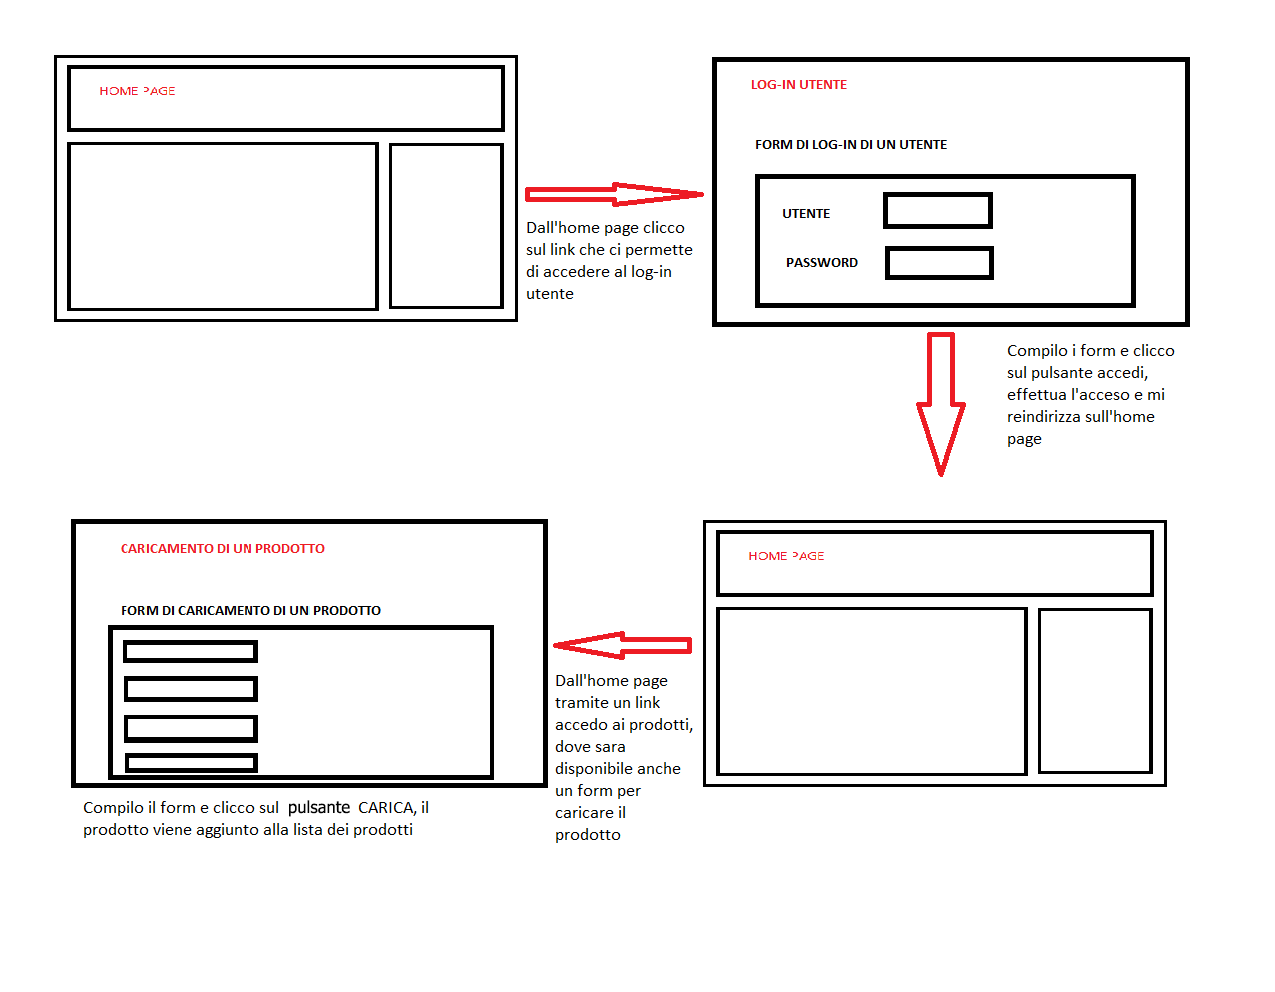 HOME PAGE
Dall'home page clicco
sul link che ci permette
di accedere al log-in
utente
LOG-IN UTENTE
FORM DI LOG-IN DI UN UTENTE
UTENTE
PASSWORD
Compilo i form e clicco
sul pulsante accedi,
effettua l'acceso e mi
reindirizza sull'home
page
HOME PAGE
Dall'home page
tramite un link
accedo ai prodotti,
dove sara
disponibile anche
un form per
caricare il
prodotto
CARICAMENTO DI UN PRODOTTO
FORM DI CARICAMENTO DI UN PRODOTTO
Compilo il form e clicco sul pulsante CARICA, il
prodotto viene aggiunto alla lista dei prodotti